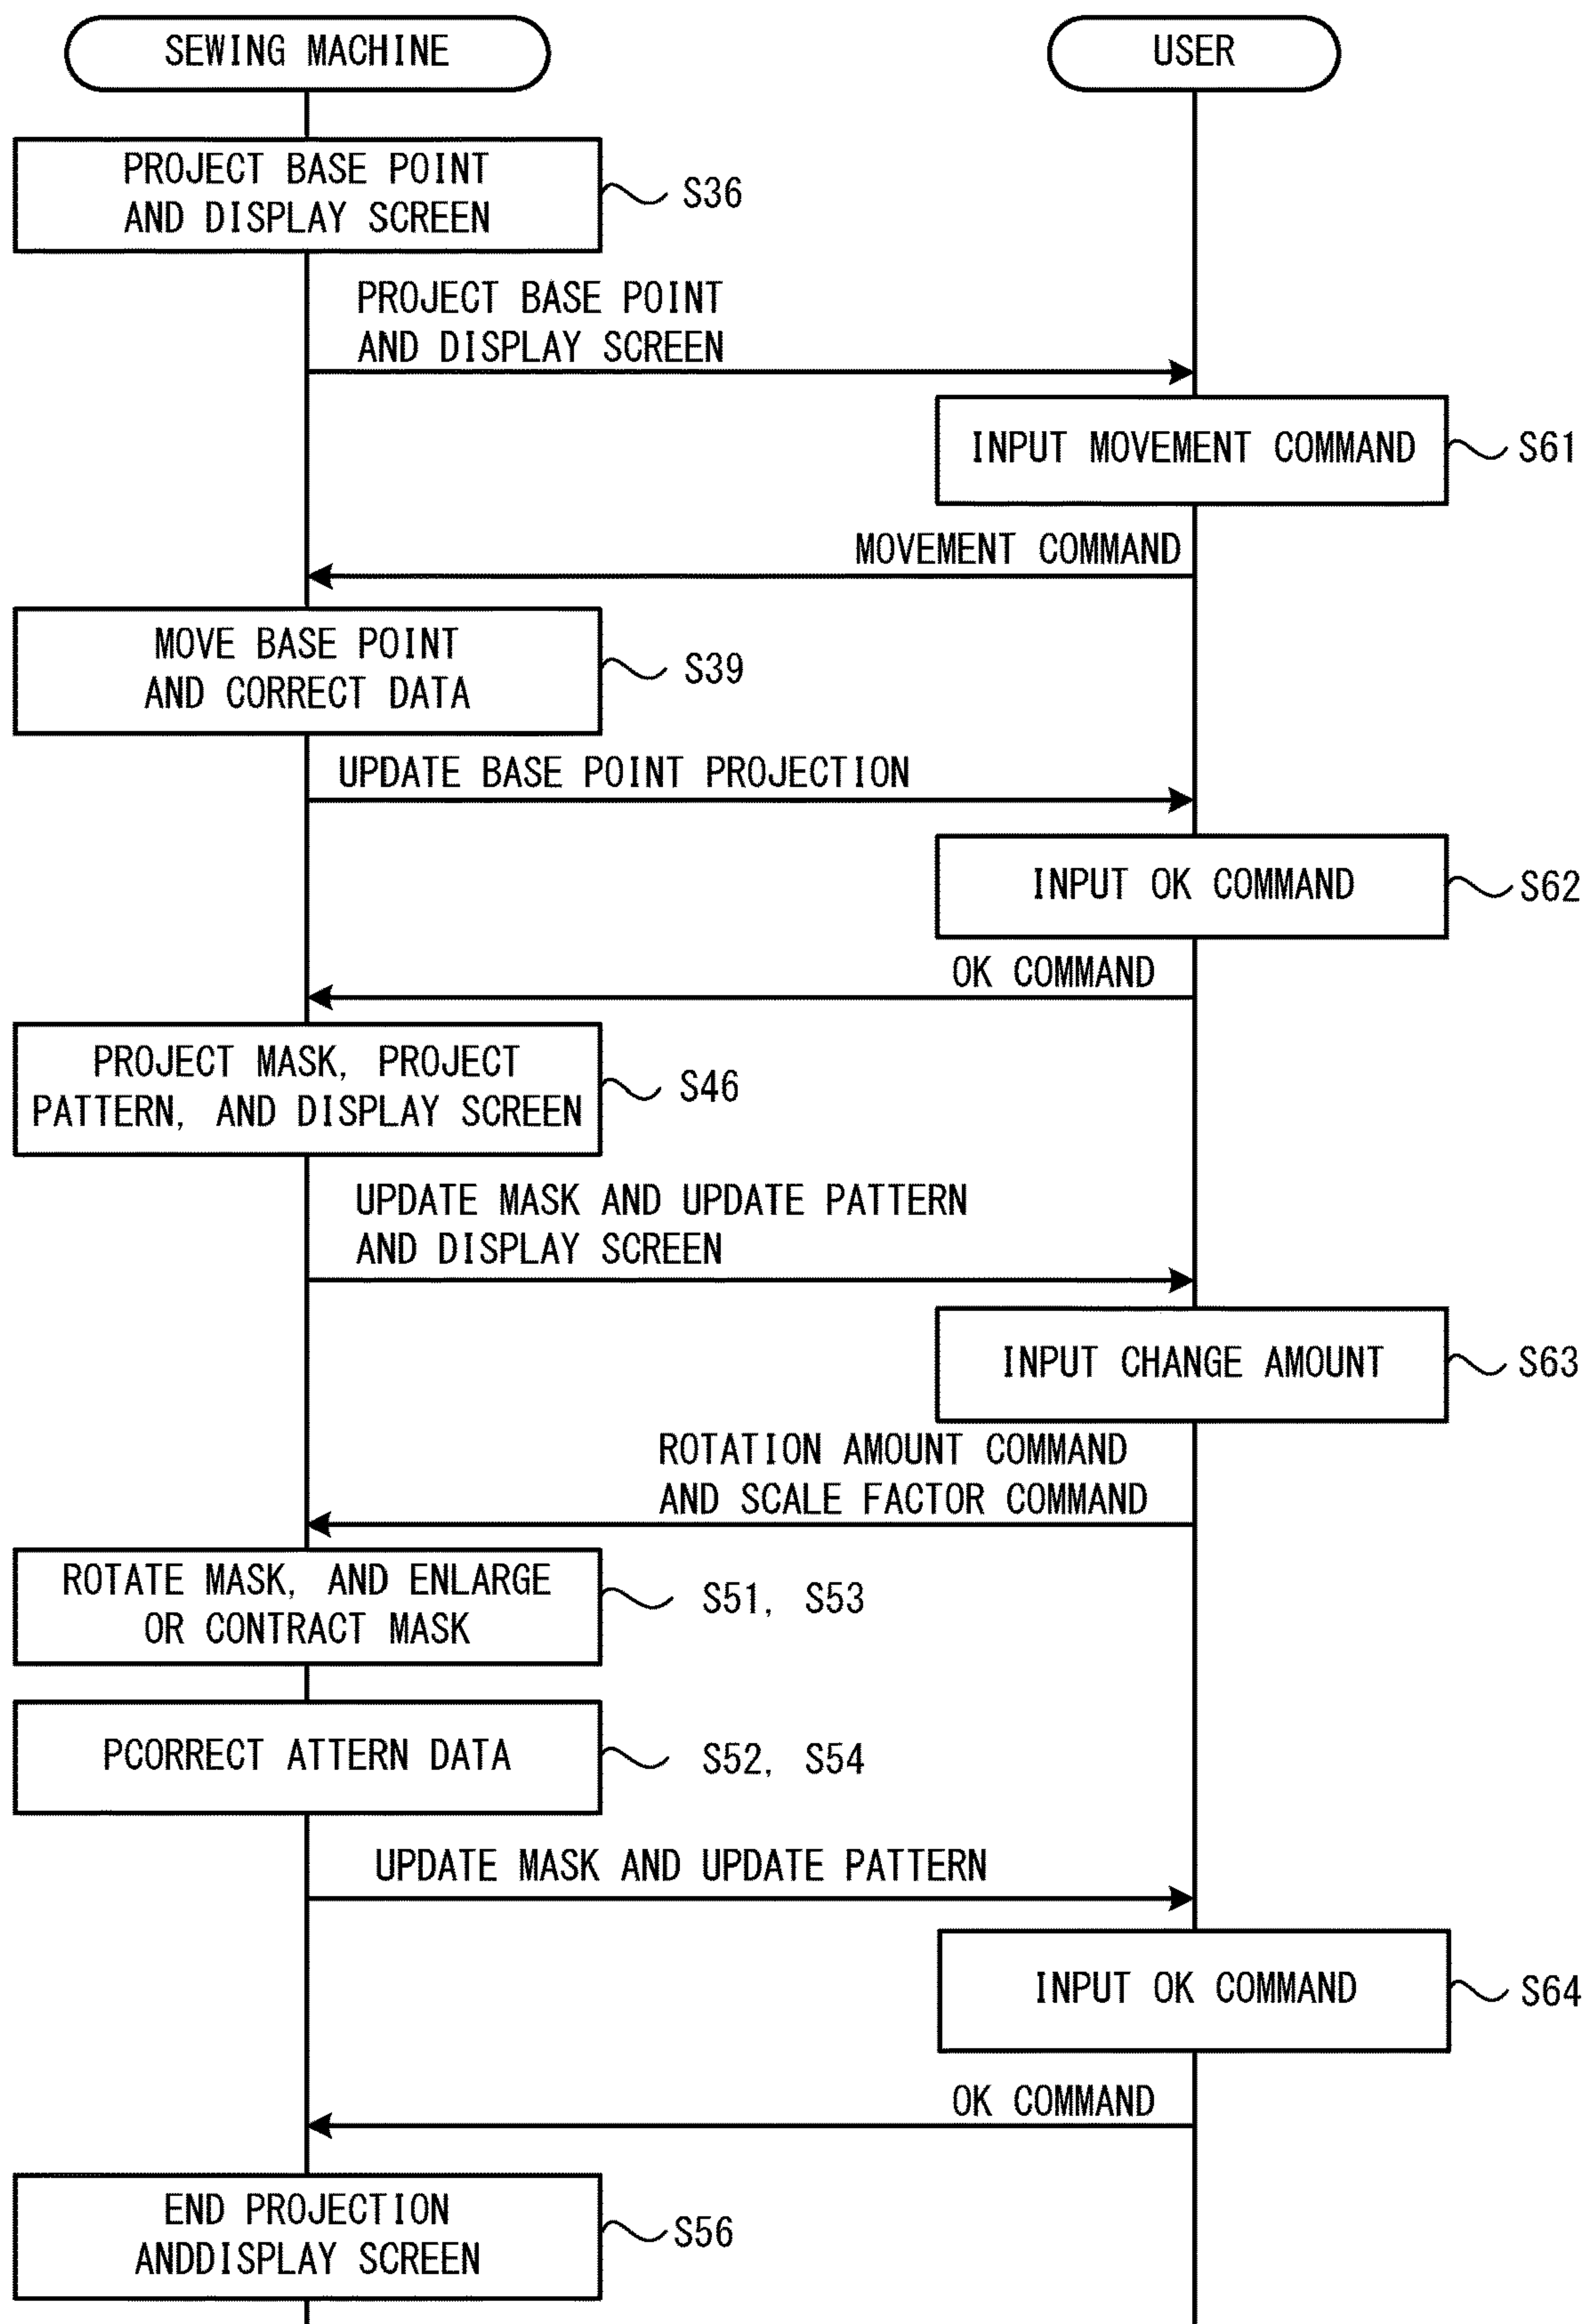 SEWING MACHINE
USER
PROJECT BASE POINT
AND DISPLAY SCREEN
S36
PROJECT BASE POINT
AND DISPLAY SCREEN
INPUT MOVEMENT COMMAND
S61
MOVEMENT COMMAND
MOVE BASE POINT
AND CORRECT DATA
S39
UPDATE BASE POINT PROJECTION
INPUT OK COMMAND
S62
OK COMMAND
PROJECT MASK, PROJECT
PATTERN, AND DISPLAY SCREEN
S46
UPDATE MASK AND UPDATE PATTERN
AND DISPLAY SCREEN
INPUT CHANGE AMOUNT
S63
ROTATION AMOUNT COMMAND
AND SCALE FACTOR COMMAND
ROTATE MASK, AND ENLARGE
OR CONTRACT MASK
S51, S53
PCORRECT ATTERN DATA
S52, S54
UPDATE MASK AND UPDATE PATTERN
INPUT OK COMMAND
S64
OK COMMAND
END PROJECTION
ANDDISPLAY SCREEN
S56